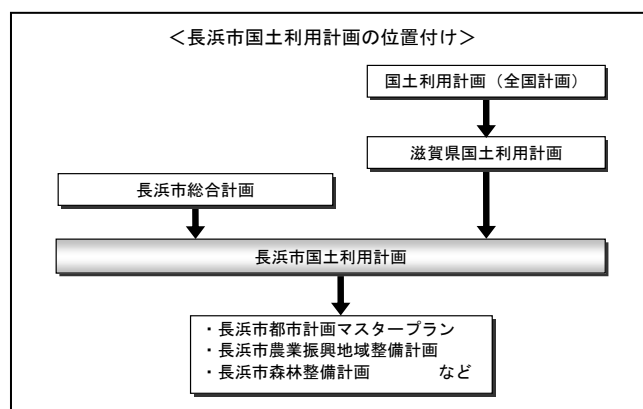 ＜長浜市国土利用計画の位置付け＞
国土利用計画（全国計画）
滋賀県国土利用計画
長浜市総合計画
長浜市国土利用計画
・長浜市都市計画マスタープラン
・長浜市農業振興地域整備計画
・長浜市森林整備計画　　　など